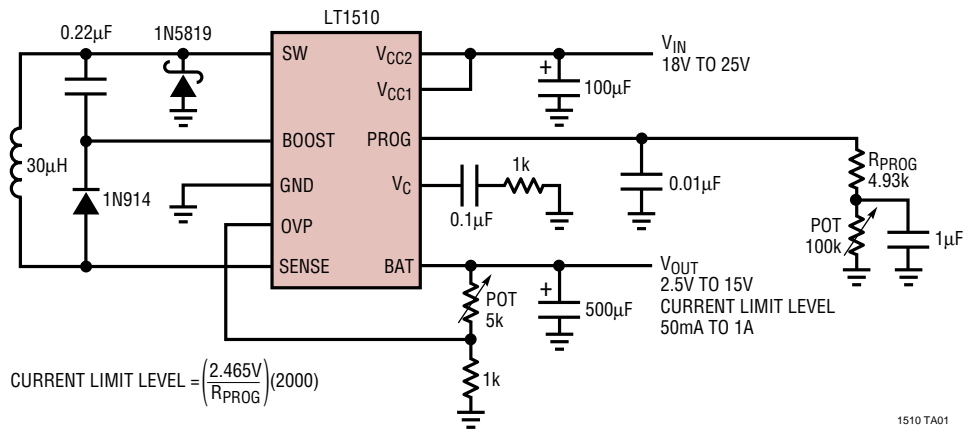 LT1510
0.22µF
1N5819
SW
VCC2
VCC1
BOOST
PROG
GND
VC
OVP
SENSE
BAT
VIN
18V TO 25V
+
100µF
30µH
1N914
1k
0.1µF
0.01µF
RPROG
4.93k
POT
100k
1µF
VOUT
2.5V TO 15V
CURRENT LIMIT LEVEL
50mA TO 1A
POT
5k
+
500µF
1k
CURRENT LIMIT LEVEL = (2.465V / RPROG)(2000)
1510 TA01